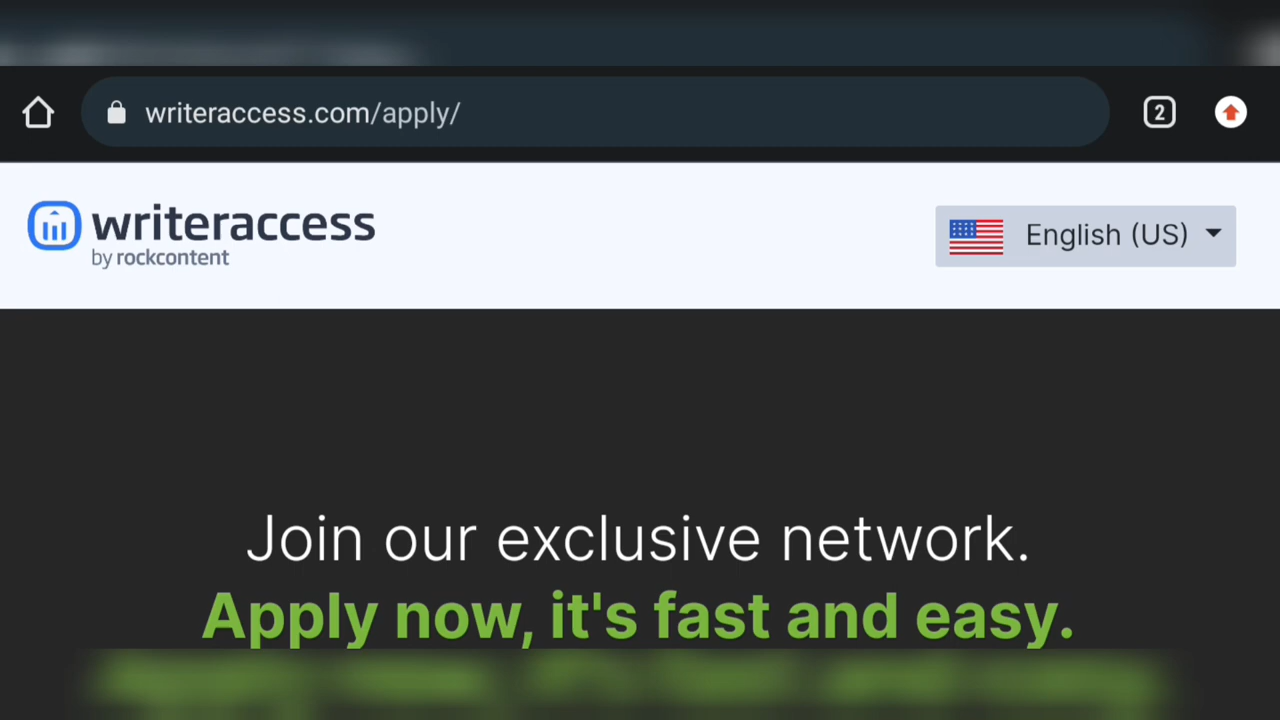 writeraccess.com/apply/
2
writeraccess
by rockcontent
English (US)
Join our exclusive network.
Apply now, it's fast and easy.